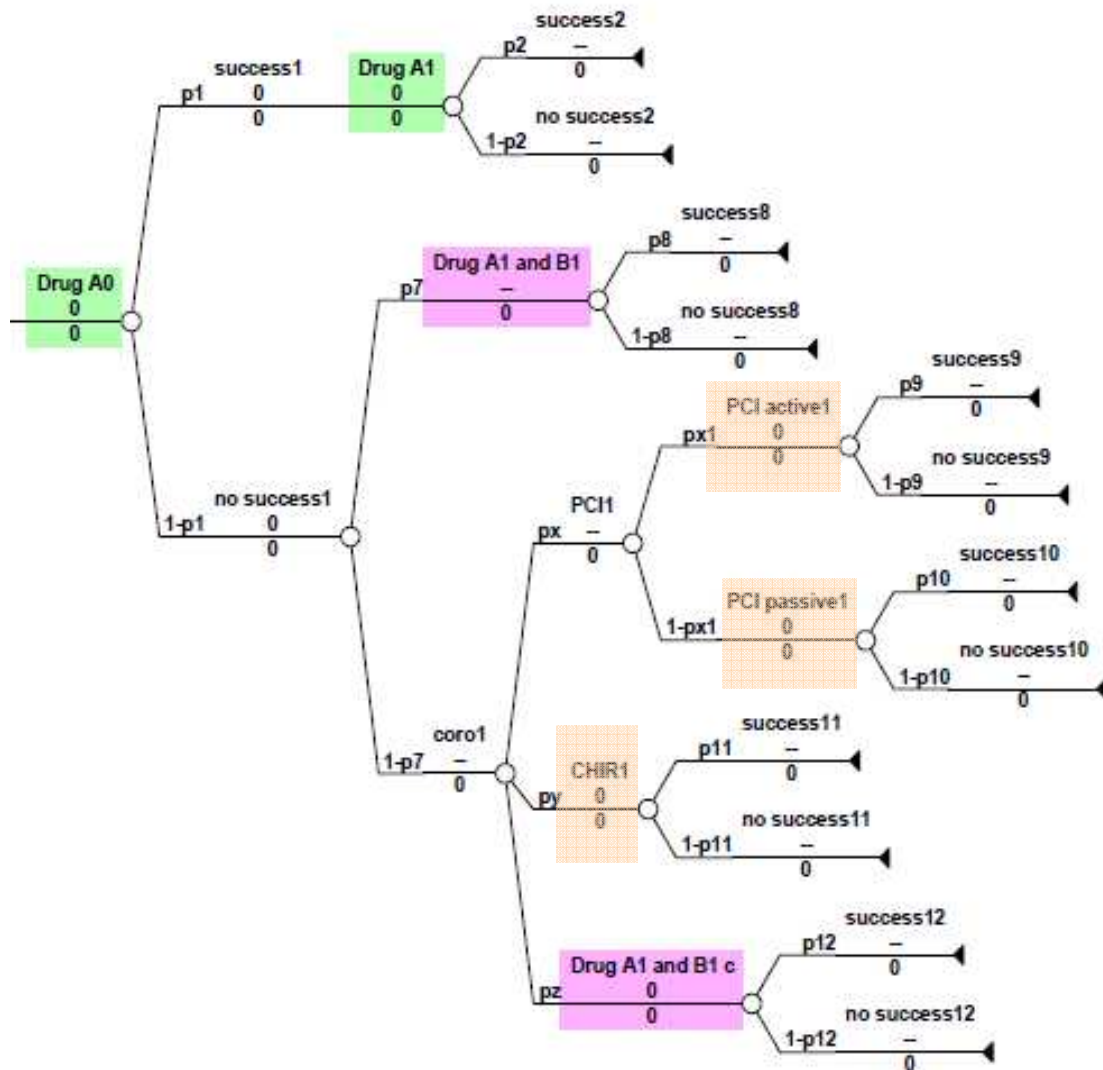 success2
p2 --
0
success1
Drug A1
p1 0
0
0
0
no success2
1-p2 --
0
success8
p8 --
0
Drug A1 and B1
p7 --
0
no success8
1-p8 --
0
Drug A0
0
0
success9
p9 --
0
PCI active1
px1 0
0
no success9
1-p9 --
0
no success1
1-p1 0
0
PCI1
px --
0
success10
p10 --
0
PCI passive1
1-px1 0
0
no success10
1-p10 --
0
coro1
1-p7 --
0
success11
p11 --
0
CHIR1
py 0
0
no success11
1-p11 --
0
success12
p12 --
0
Drug A1 and B1 c
pz 0
0
no success12
1-p12 --
0